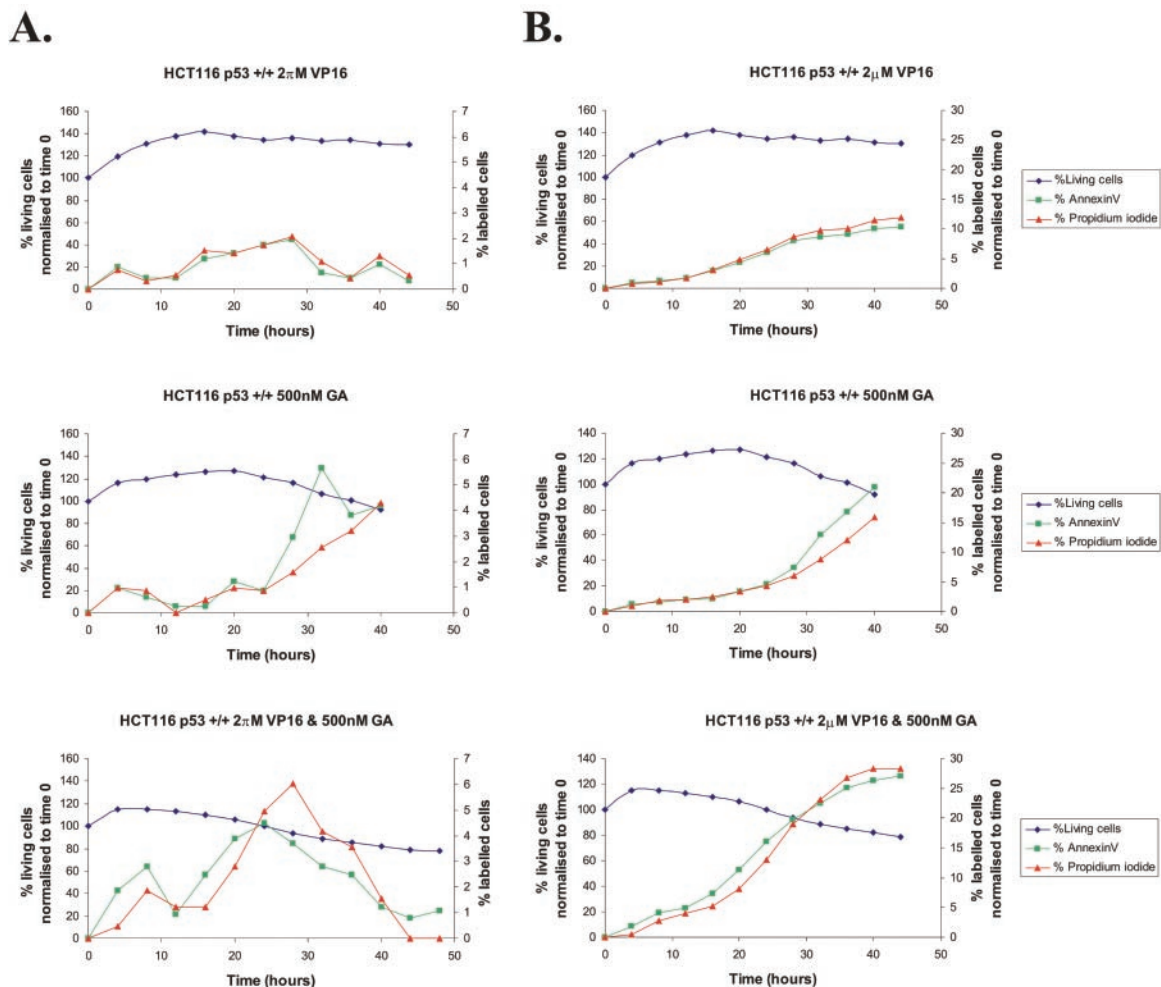 A.
HCT116 p53 +/+ 2πM VP16
% living cells
normalised to time 0
160
140
120
100
80
60
40
20
0
7
6
5
4
3
2
1
0
% labelled cells
0 10 20 30 40 50
Time (hours)
HCT116 p53 +/+ 500nM GA
% living cells
normalised to time 0
160
140
120
100
80
60
40
20
0
7
6
5
4
3
2
1
0
% labelled cells
0 10 20 30 40 50
Time (hours)
HCT116 p53 +/+ 2πM VP16 & 500nM GA
% living cells
normalised to time 0
160
140
120
100
80
60
40
20
0
7
6
5
4
3
2
1
0
% labelled cells
0 10 20 30 40 50
Time (hours)
B.
HCT116 p53 +/+ 2μM VP16
% living cells
normalised to time 0
160
140
120
100
80
60
40
20
0
30
25
20
15
10
5
0
% labelled cells
normalised to time 0
0 10 20 30 40 50
Time (hours)
%Living cells
% AnnexinV
% Propidium iodide
HCT116 p53 +/+ 500nM GA
% living cells
normalised to time 0
140
120
100
80
60
40
20
0
30
25
20
15
10
5
0
% labelled cells
normalised to time 0
0 10 20 30 40 50
Time (hours)
%Living cells
% AnnexinV
% Propidium iodide
HCT116 p53 +/+ 2μM VP16 & 500nM GA
% living cells
normalised to time 0
140
120
100
80
60
40
20
0
30
25
20
15
10
5
0
% labelled cells
normalised to time 0
0 10 20 30 40 50
Time (hours)
%Living cells
% AnnexinV
% Propidium iodide